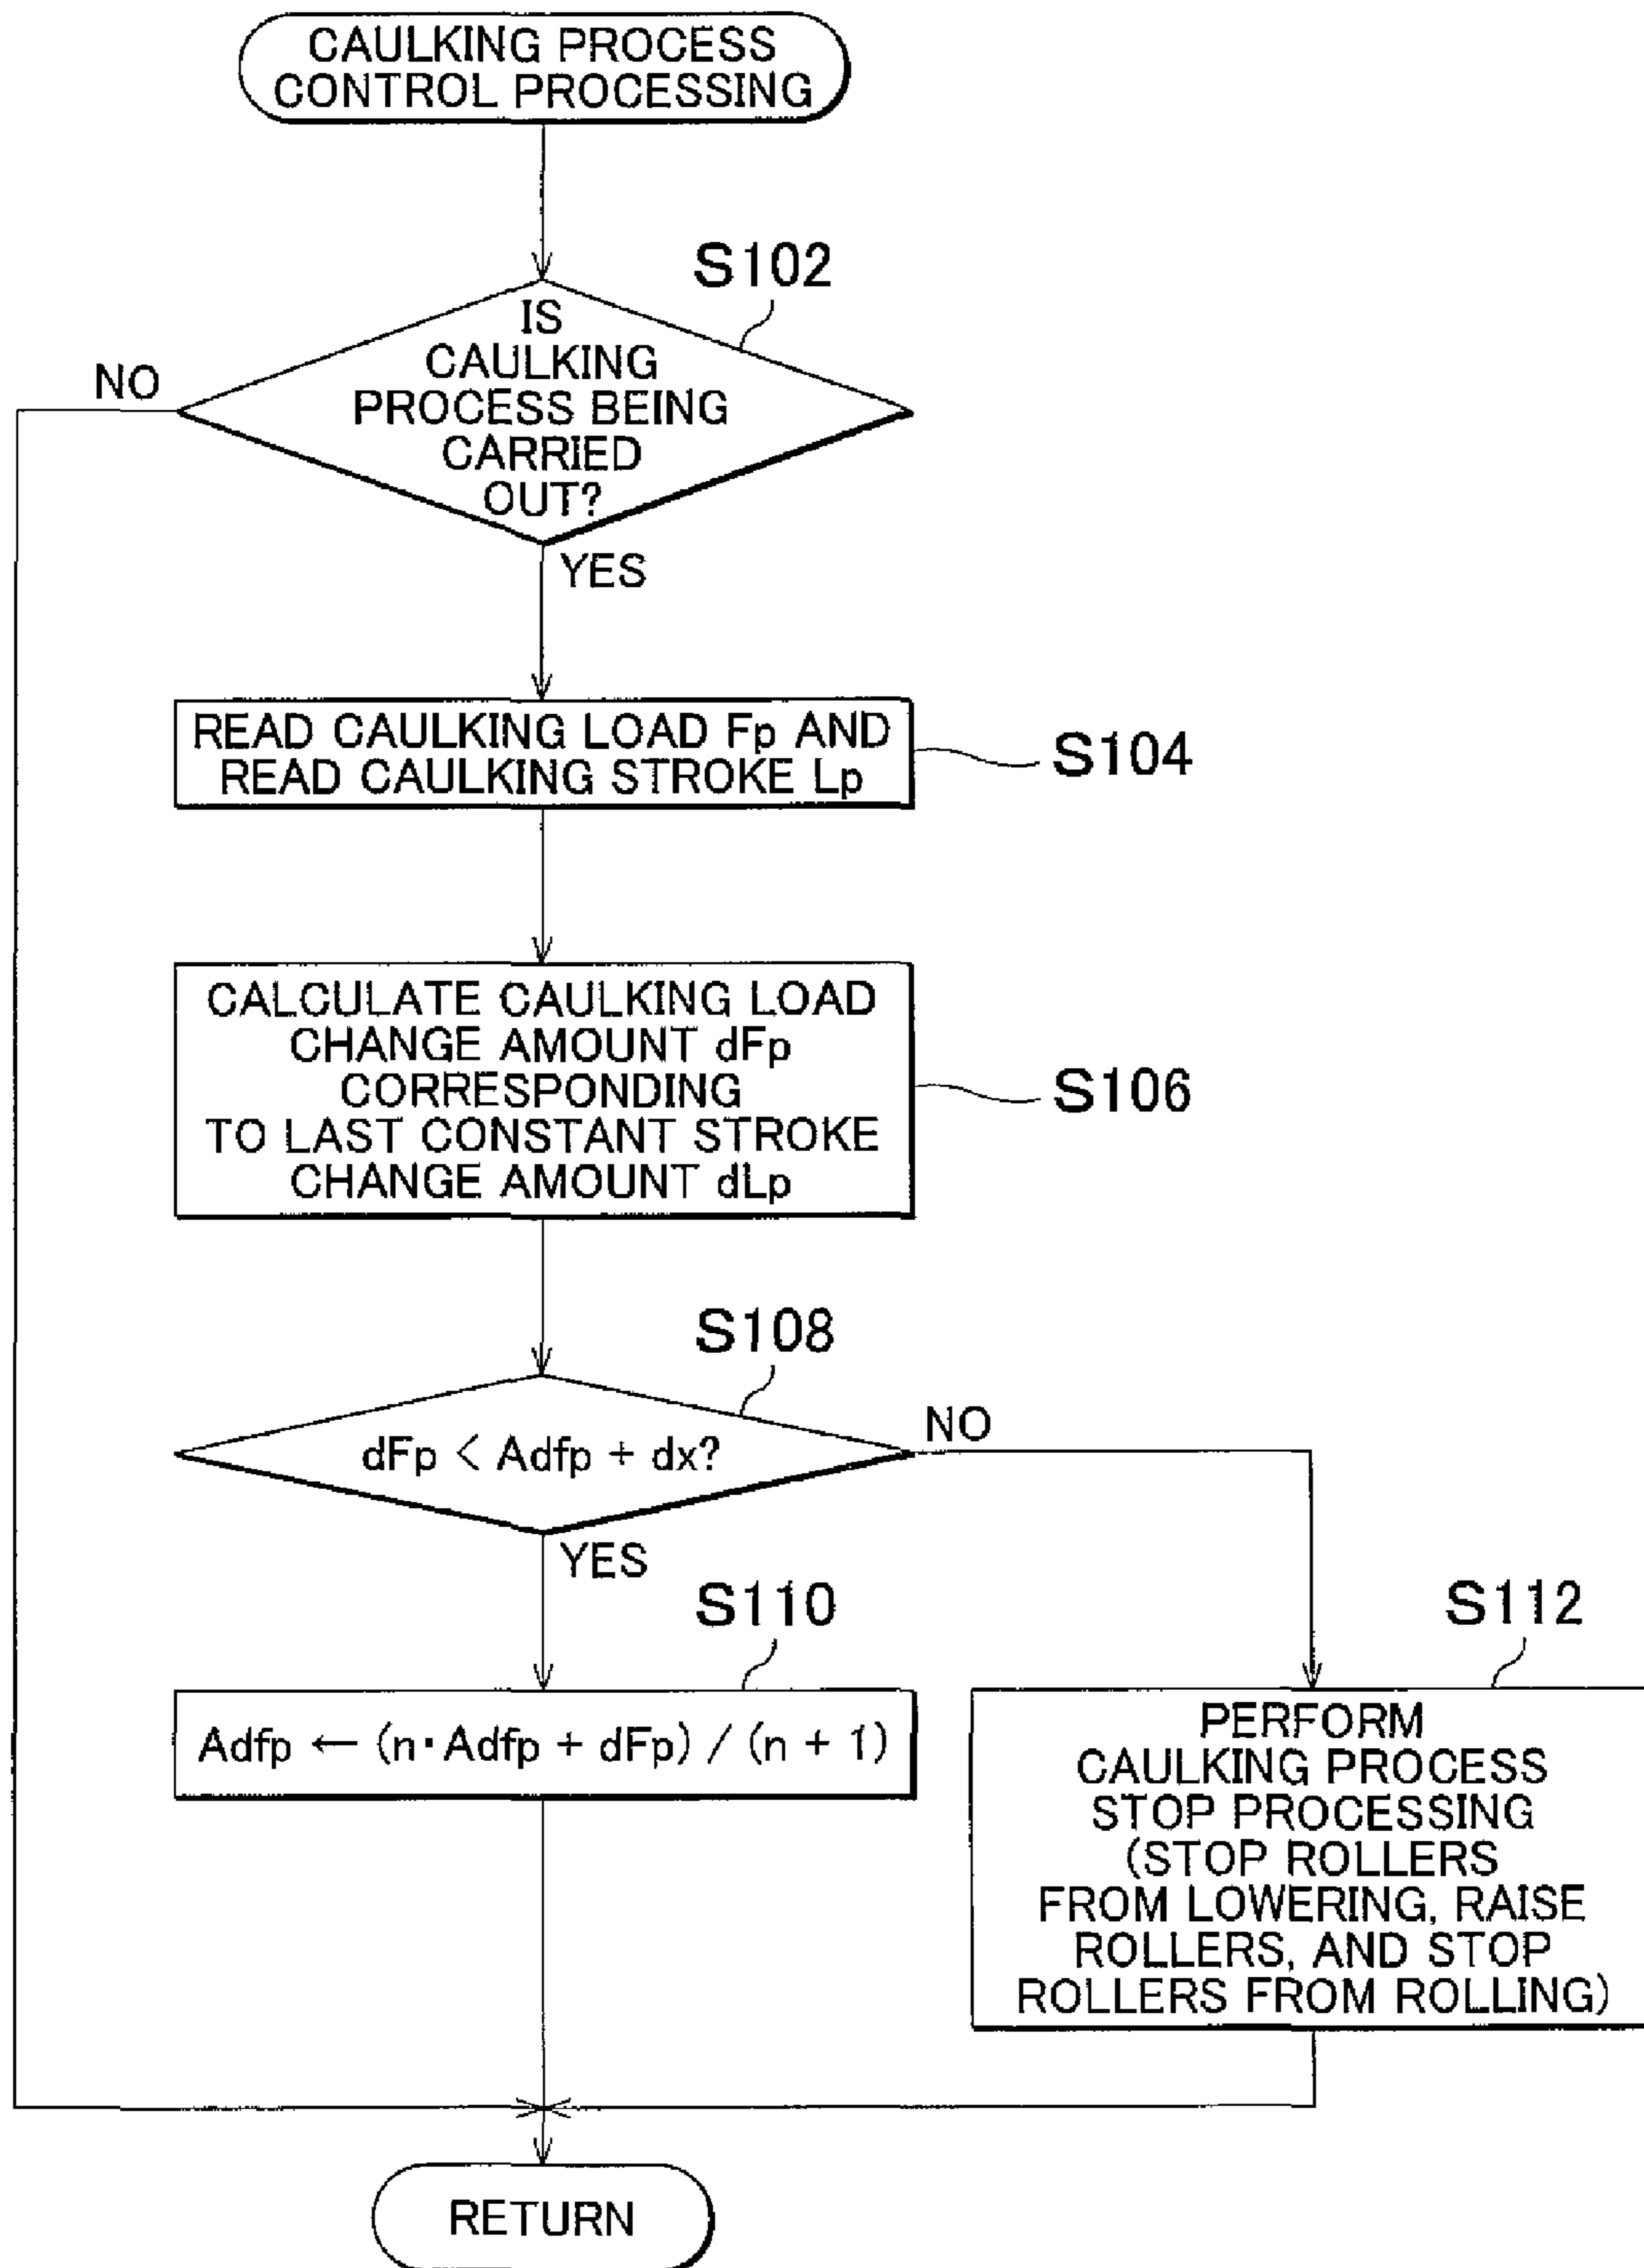 CAULKING PROCESS
CONTROL PROCESSING
S102
IS
CAULKING
PROCESS BEING
CARRIED
OUT?
NO
YES
READ CAULKING LOAD Fp AND
READ CAULKING STROKE Lp
S104
CALCULATE CAULKING LOAD
CHANGE AMOUNT dFp
CORRESPONDING
TO LAST CONSTANT STROKE
CHANGE AMOUNT dLp
S106
S108
dFp < Adfp + dx?
NO
YES
S110
Adfp ← (n·Adfp + dFp) / (n + 1)
S112
PERFORM
CAULKING PROCESS
STOP PROCESSING
(STOP ROLLERS
FROM LOWERING, RAISE
ROLLERS, AND STOP
ROLLERS FROM ROLLING)
RETURN